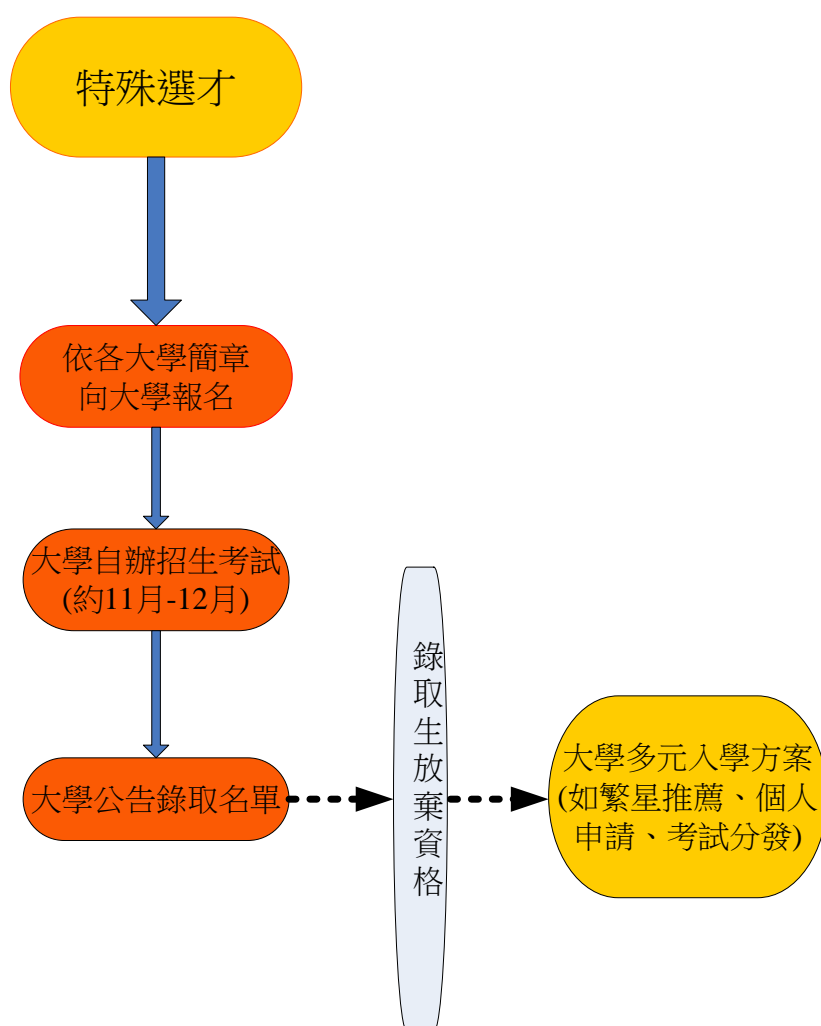 特殊選才
依各大學簡章
向大學報名
大學自辦招生考試
(約11月-12月)
大學公告錄取名單
錄取生放棄資格
大學多元入學方案
(如繁星推薦、個人
申請、考試分發)